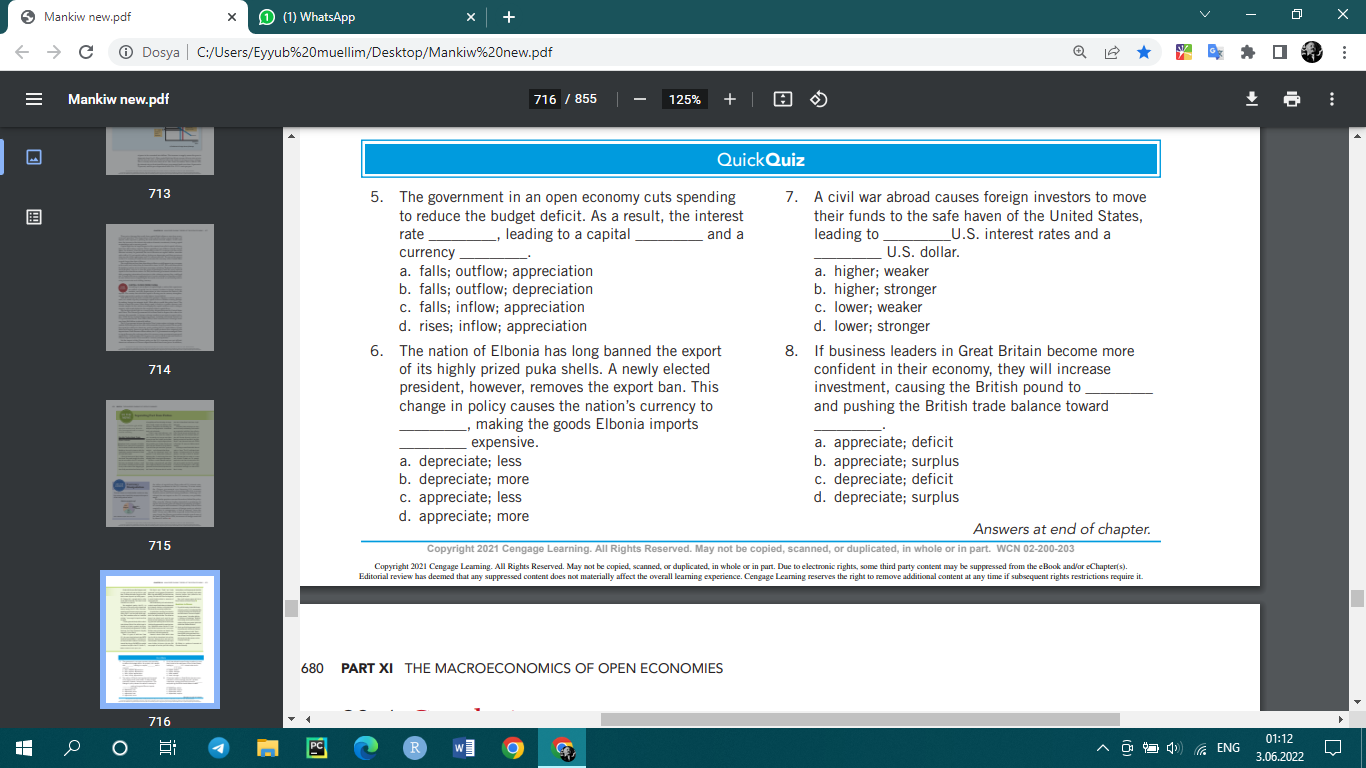 Mankiw new.pdf
(1) WhatsApp
Dosya
C:/Users/Eyyub%20muellim/Desktop/Mankiw%20new.pdf
Mankiw new.pdf
716 / 855
125%
713
714
715
716
QuickQuiz
5. The government in an open economy cuts spending
to reduce the budget deficit. As a result, the interest
rate ________, leading to a capital ________ and a
currency ________.
a. falls; outflow; appreciation
b. falls; outflow; depreciation
c. falls; inflow; appreciation
d. rises; inflow; appreciation
6. The nation of Elbonia has long banned the export
of its highly prized puka shells. A newly elected
president, however, removes the export ban. This
change in policy causes the nation's currency to
________, making the goods Elbonia imports
________ expensive.
a. depreciate; less
b. depreciate; more
c. appreciate; less
d. appreciate; more
7. A civil war abroad causes foreign investors to move
their funds to the safe haven of the United States,
leading to ________U.S. interest rates and a
________ U.S. dollar.
a. higher; weaker
b. higher; stronger
c. lower; weaker
d. lower; stronger
8. If business leaders in Great Britain become more
confident in their economy, they will increase
investment, causing the British pound to ________
and pushing the British trade balance toward
________.
a. appreciate; deficit
b. appreciate; surplus
c. depreciate; deficit
d. depreciate; surplus
Answers at end of chapter.
Copyright 2021 Cengage Learning. All Rights Reserved. May not be copied, scanned, or duplicated, in whole or in part. WCN 02-200-203
Copyright 2021 Cengage Learning. All Rights Reserved. May not be copied, scanned, or duplicated, in whole or in part. Due to electronic rights, some third party content may be suppressed from the eBook and/or eChapter(s).
Editorial review has deemed that any suppressed content does not materially affect the overall learning experience. Cengage Learning reserves the right to remove additional content at any time if subsequent rights restrictions require it.
680 PART XI THE MACROECONOMICS OF OPEN ECONOMIES
ENG
01:12
3.06.2022